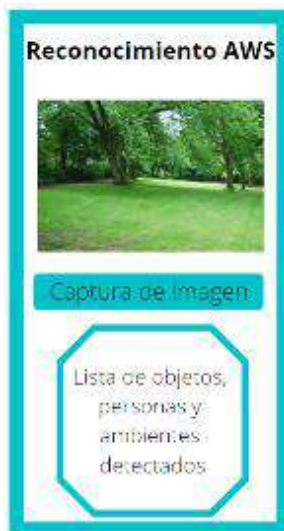 Reconocimiento AWS
Captura de Imagen
Lista de objetos,
personas y
ambientes
detectados